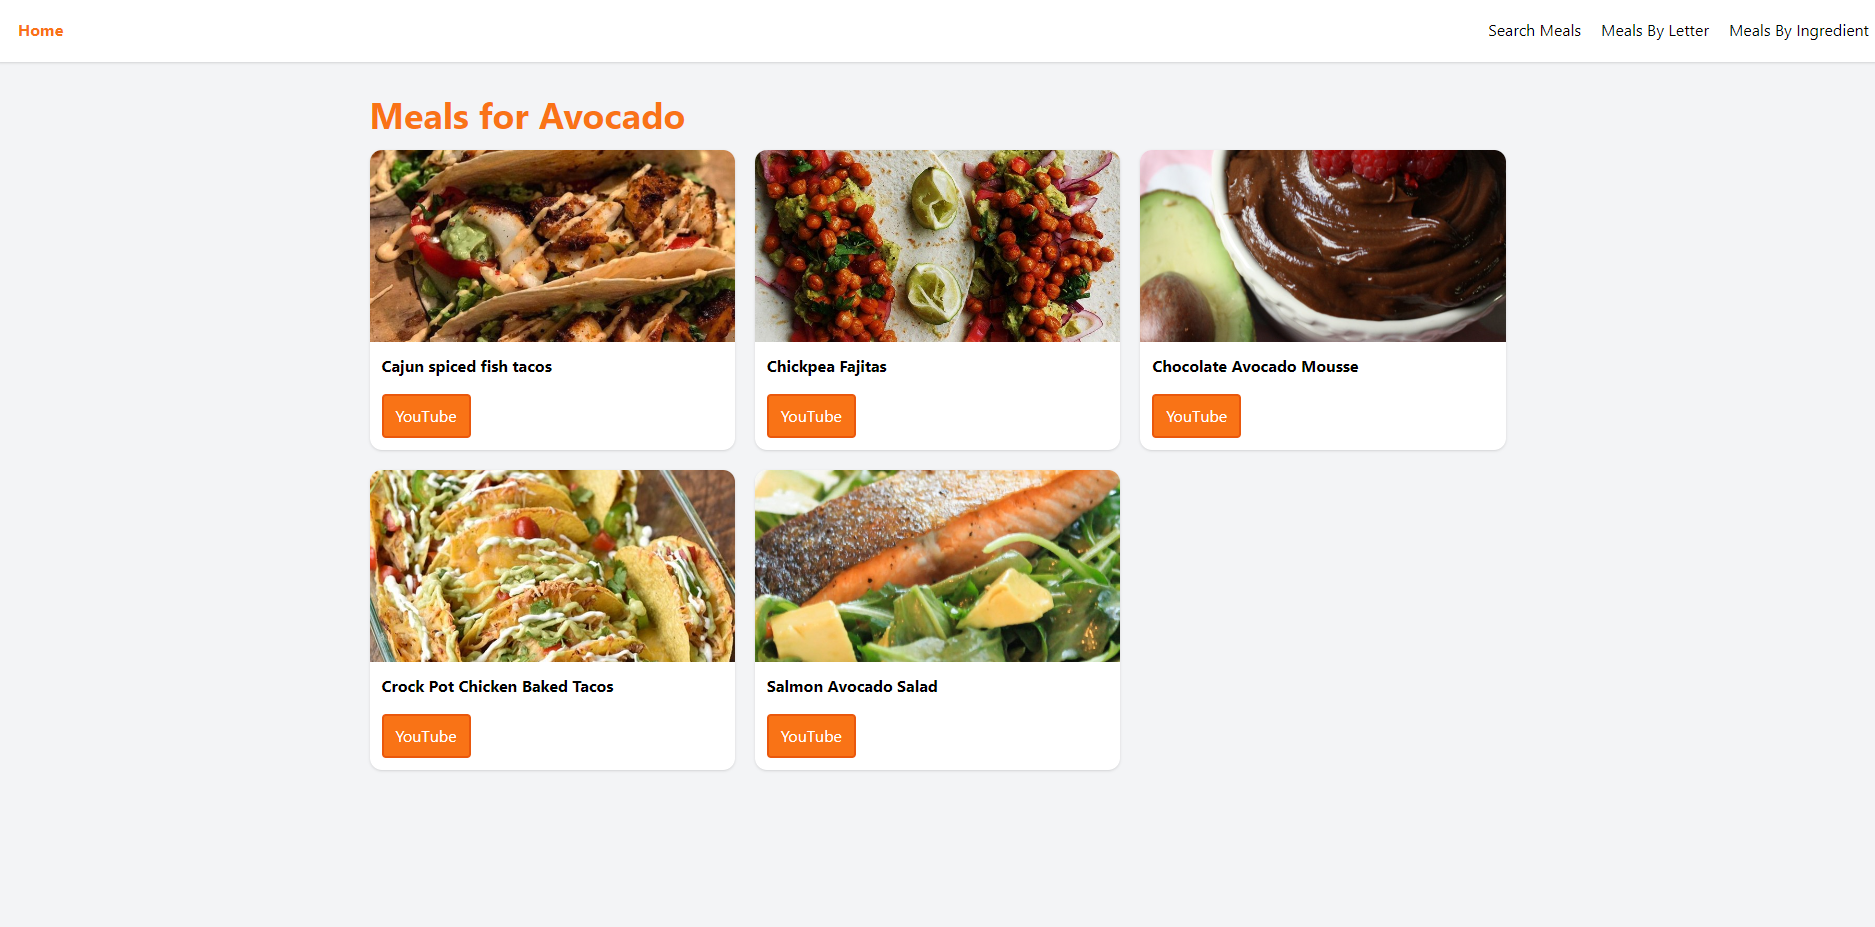 Home
Search Meals
Meals By Letter
Meals By Ingredient
Meals for Avocado
Cajun spiced fish tacos
YouTube
Chickpea Fajitas
YouTube
Chocolate Avocado Mousse
YouTube
Crock Pot Chicken Baked Tacos
YouTube
Salmon Avocado Salad
YouTube